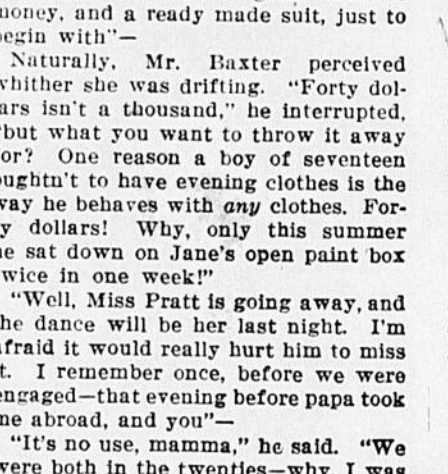 money, and a ready made suit, just to
begin with"—
Naturally, Mr. Baxter perceived
whither she was drifting. "Forty dol-
lars isn't a thousand," he interrupted,
"but what you want to throw it away
for? One reason a boy of seventeen
oughtn't to have evening clothes is the
way he behaves with any clothes. For-
ty dollars! Why, only this summer
he sat down on Jane's open paint box
twice in one week!"
"Well, Miss Pratt is going away, and
the dance will be her last night. I'm
afraid it would really hurt him to miss
it. I remember once, before we were
engaged—that evening before papa took
me abroad, and you"—
"It's no use, mamma," he said. "We
were both in the twenties—why, I was